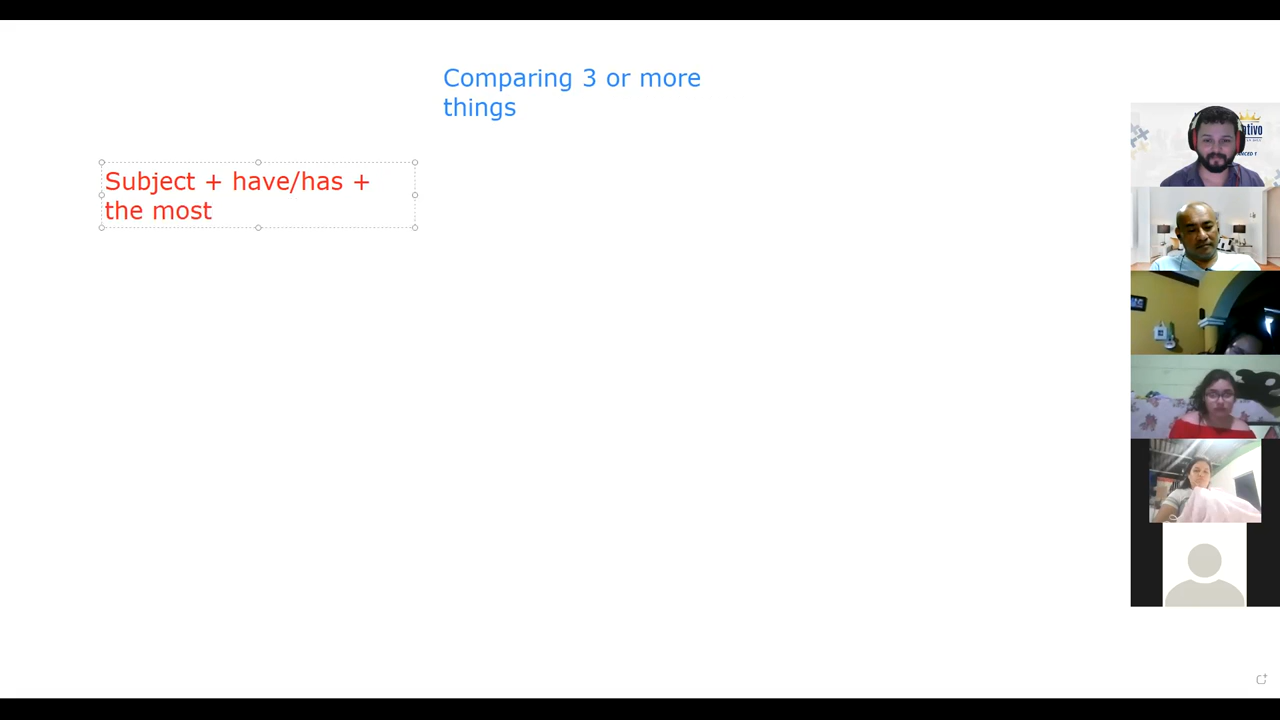 Comparing 3 or more
things
Subject + have/has +
the most